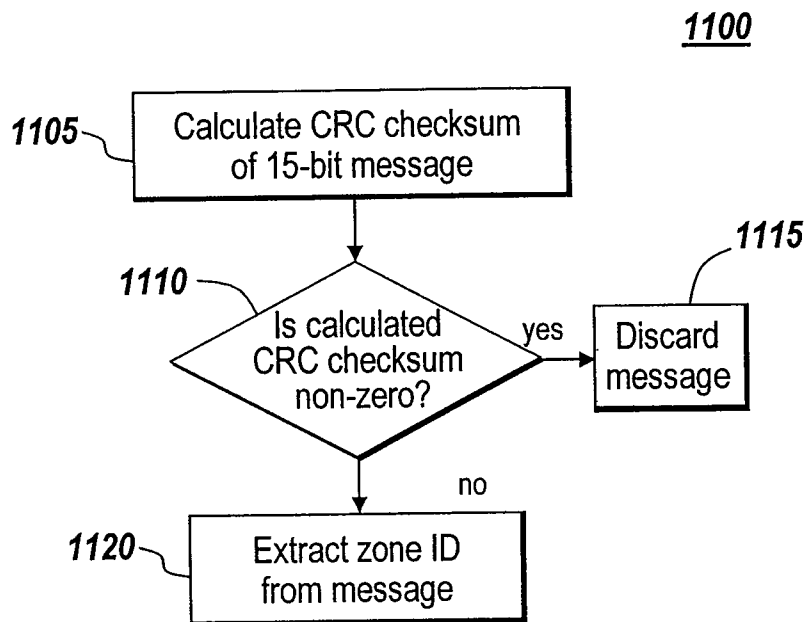 1100
1105
Calculate CRC checksum
of 15-bit message
1110
Is calculated
CRC checksum
non-zero?
yes
1115
Discard
message
no
1120
Extract zone ID
from message